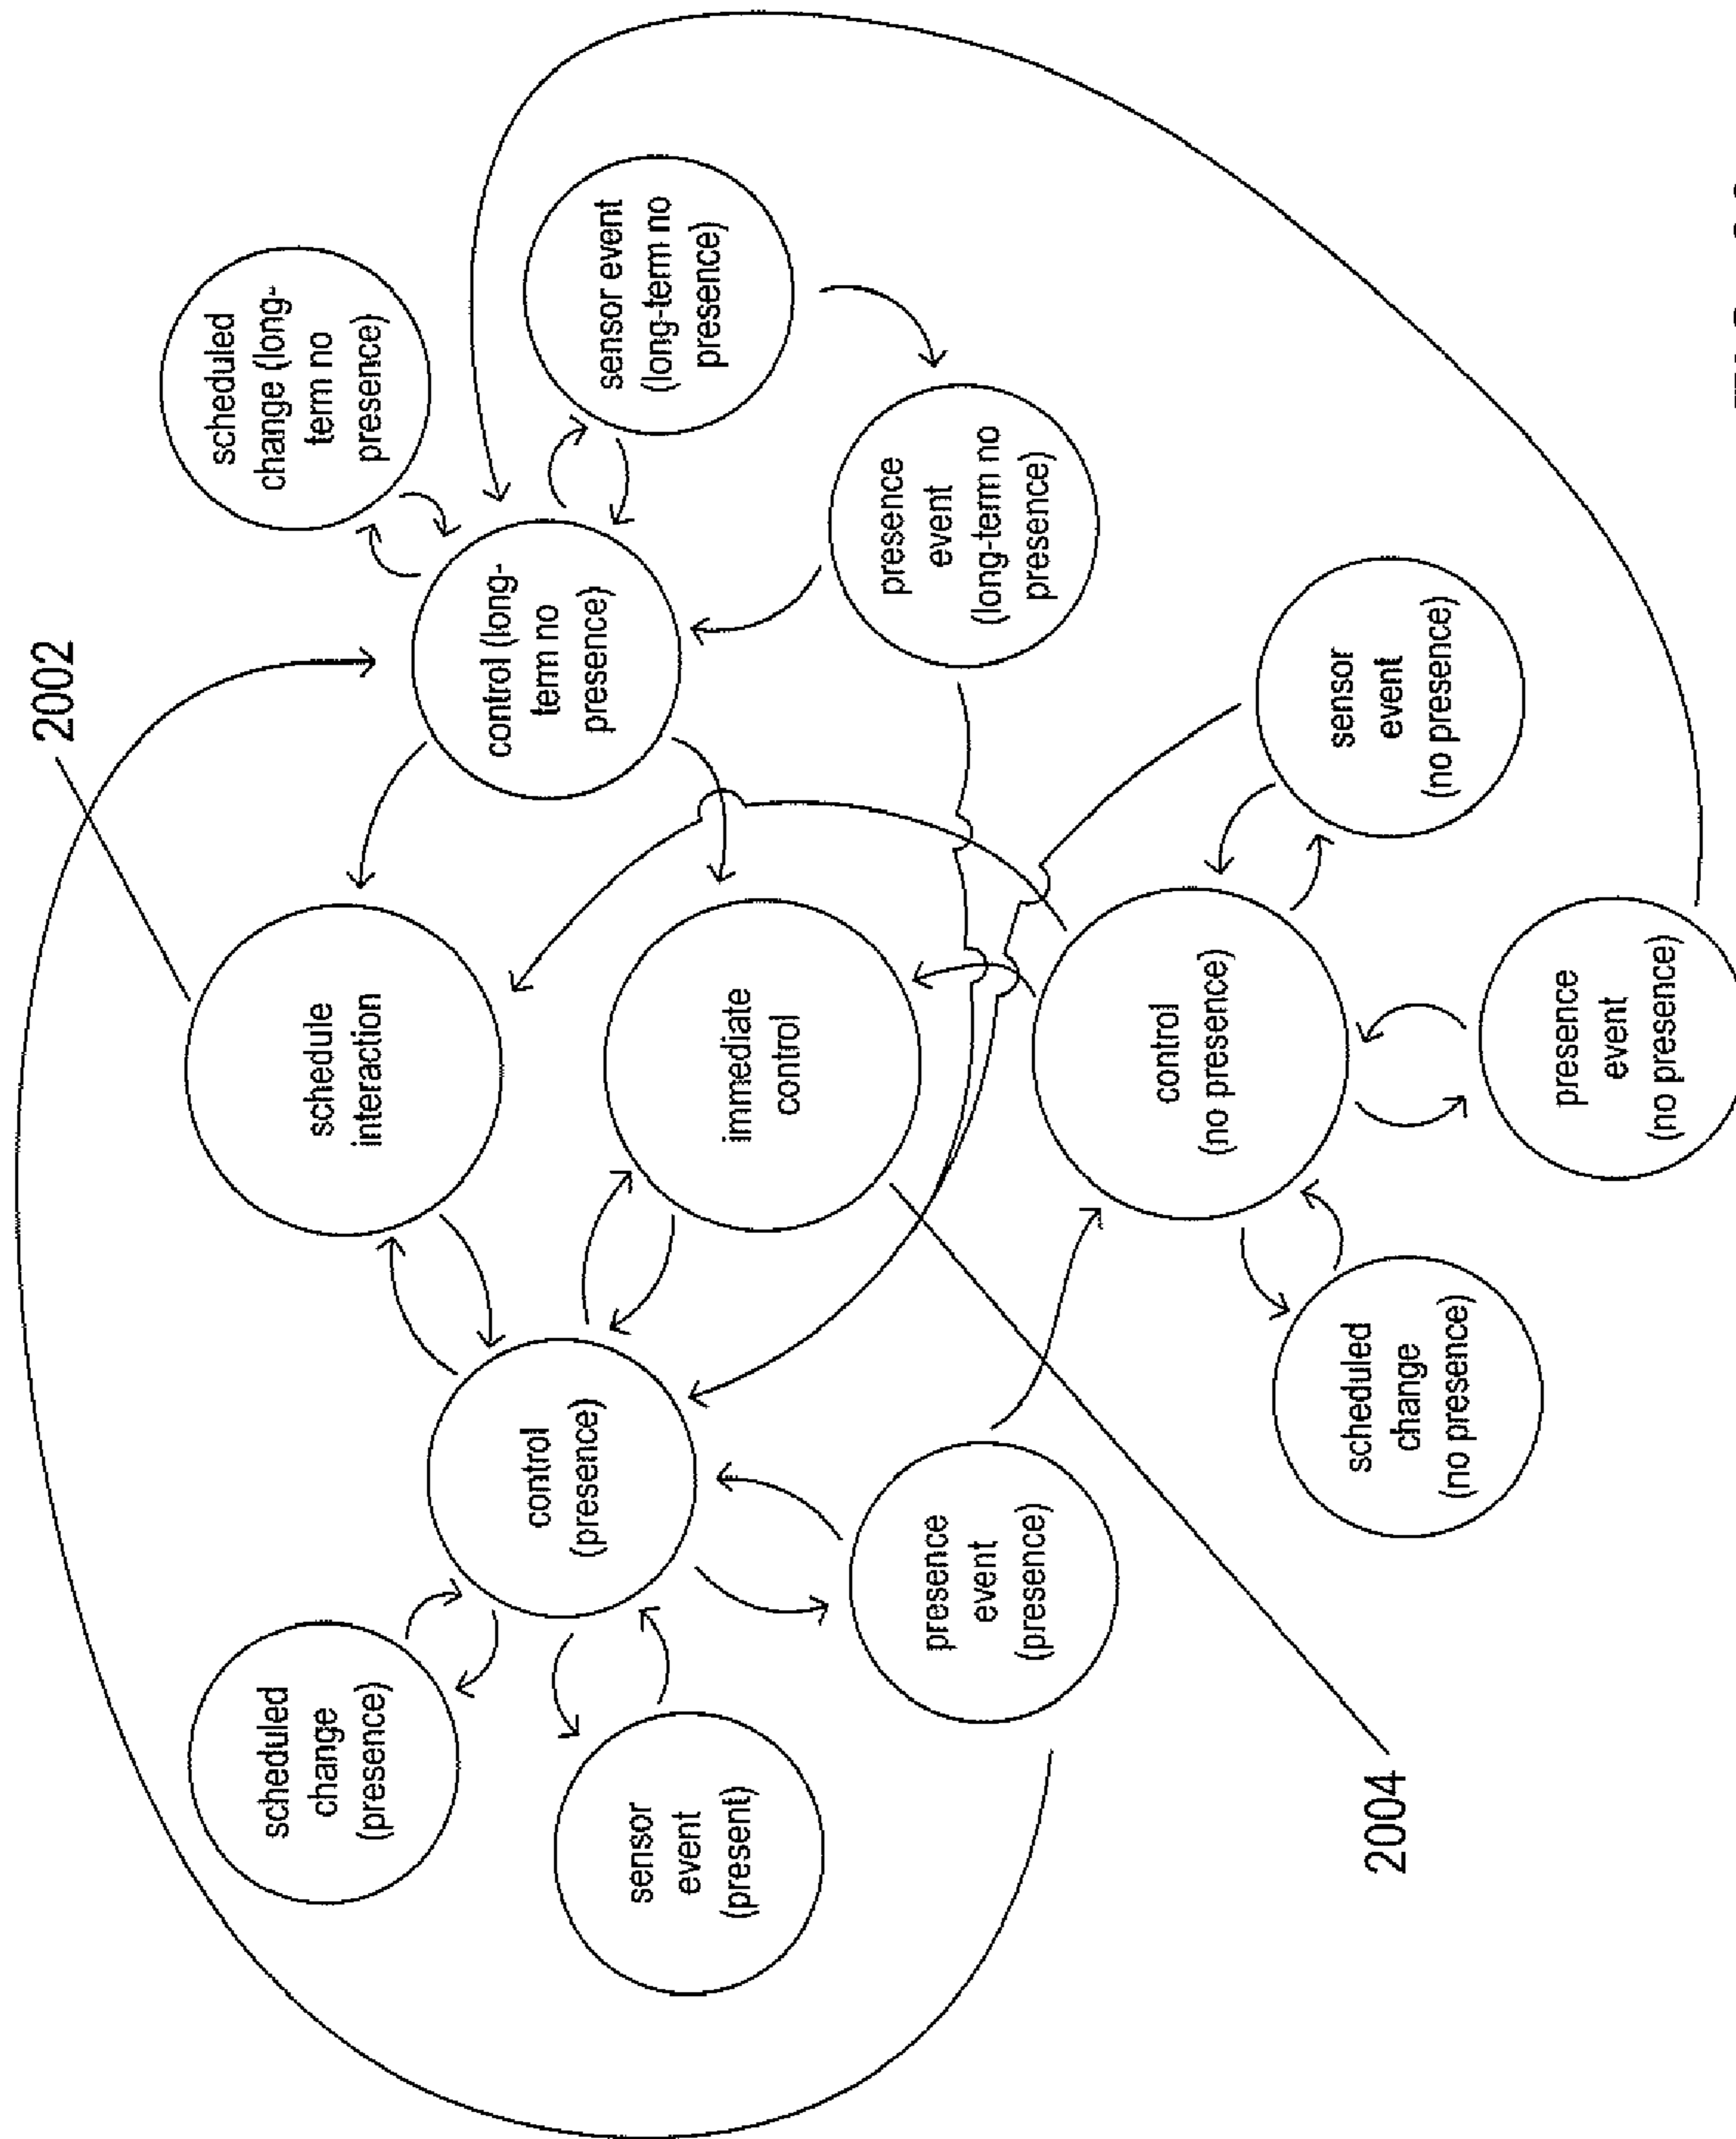 2002
scheduled
change (long-
term no
presence)
sensor event
(long-term no
presence)
control (long-
term no
presence)
presence
event
(long-term no
presence)
schedule
interaction
immediate
control
sensor
event
(no presence)
control
(no presence)
presence
event
(no presence)
scheduled
change
(no presence)
control
(presence)
scheduled
change
(presence)
sensor
event
(present)
presence
event
(presence)
2004